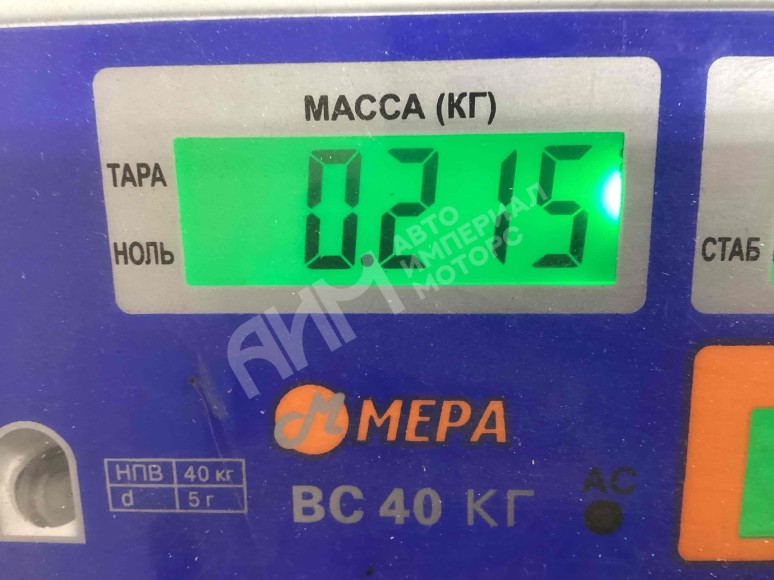 МАССА (КГ)
ТАРА
0.215
НОЛЬ
СТАБ
АИМ АВТО
ИМПЕРИАЛ
МОТОРС
М МЕРА
НПВ 40 кг
d 5 г
ВС 40 КГ
АС